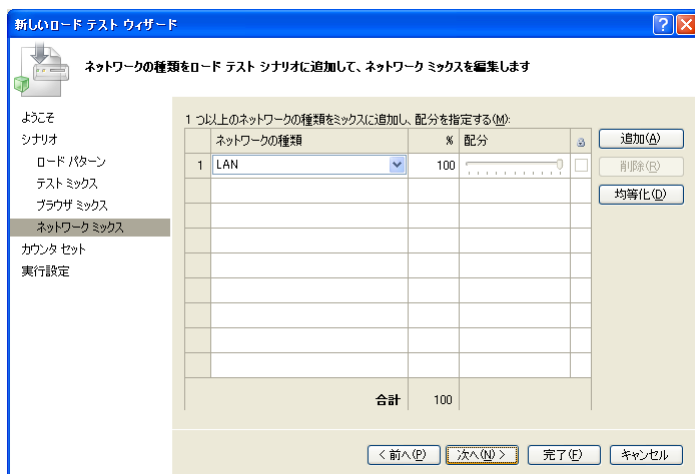 新しいロード テスト ウィザード
ネットワークの種類をロード テスト シナリオに追加して、ネットワーク ミックスを編集します
ようこそ
シナリオ
ロード パターン
テスト ミックス
ブラウザ ミックス
ネットワーク ミックス
カウンタ セット
実行設定
1 つ以上のネットワークの種類をミックスに追加し、配分を指定する(M):
ネットワークの種類 % 配分
1 LAN 100
合計 100
追加(A)
削除(R)
均等化(D)
< 前へ(P) 次へ(N) > 完了(F) キャンセル